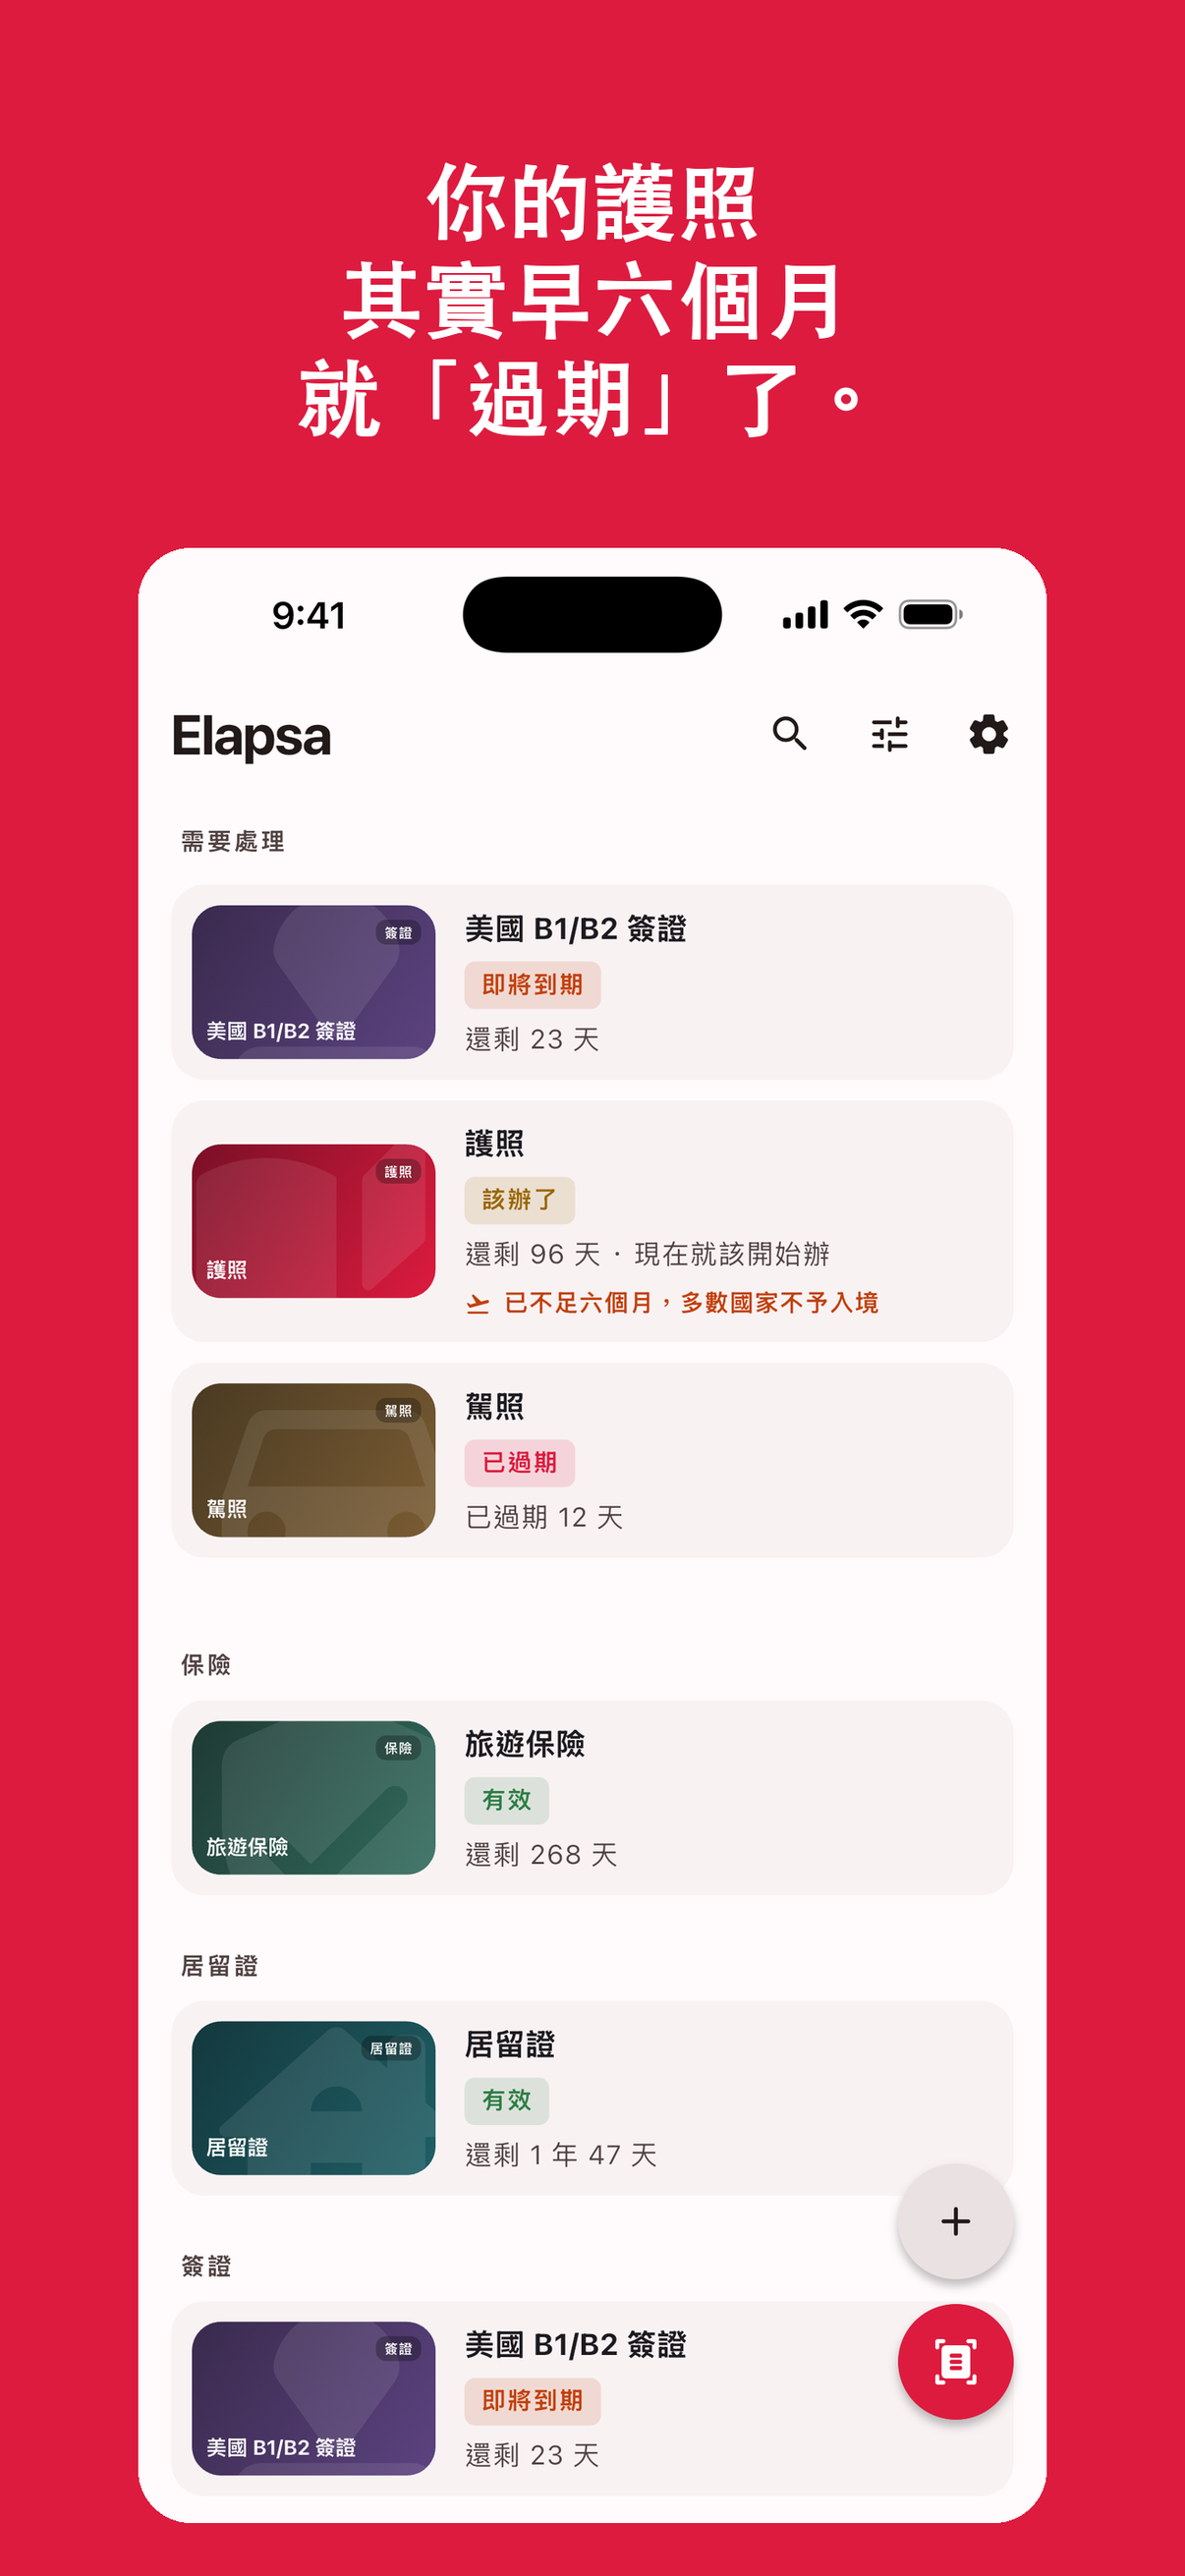 你的護照
其實早六個月
就「過期」了。
9:41
Elapsa
需要處理
簽證
美國 B1/B2 簽證
美國 B1/B2 簽證
即將到期
還剩 23 天
護照
護照
護照
該辦了
還剩 96 天 · 現在就該開始辦
已不足六個月，多數國家不予入境
駕照
駕照
駕照
已過期
已過期 12 天
保險
保險
旅遊保險
旅遊保險
有效
還剩 268 天
居留證
居留證
居留證
居留證
有效
還剩 1 年 47 天
簽證
簽證
美國 B1/B2 簽證
美國 B1/B2 簽證
即將到期
還剩 23 天